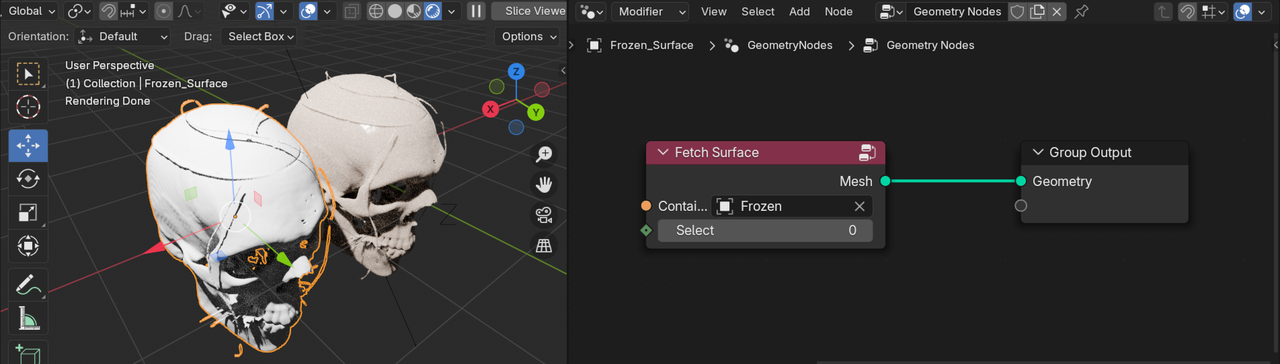 Global
Slice Viewe
Orientation: Default Drag: Select Box Options
User Perspective
(1) Collection | Frozen_Surface
Rendering Done
Z
X
Y
Modifier View Select Add Node Geometry Nodes
Frozen_Surface > GeometryNodes > Geometry Nodes
Fetch Surface
Mesh
Contai... Frozen
Select 0
Group Output
Geometry